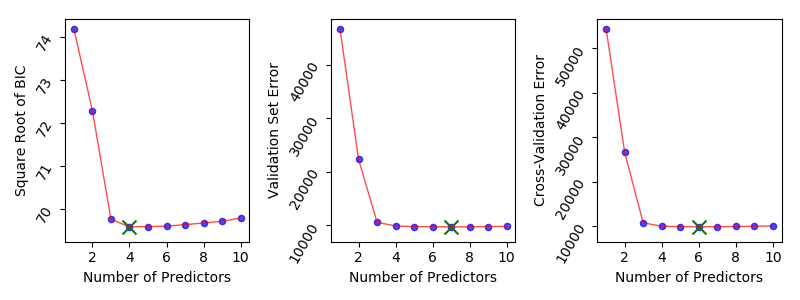 Square Root of BIC
74
73
72
71
70
2 4 6 8 10
Number of Predictors
Validation Set Error
40000
30000
20000
10000
2 4 6 8 10
Number of Predictors
Cross-Validation Error
50000
40000
30000
20000
10000
2 4 6 8 10
Number of Predictors